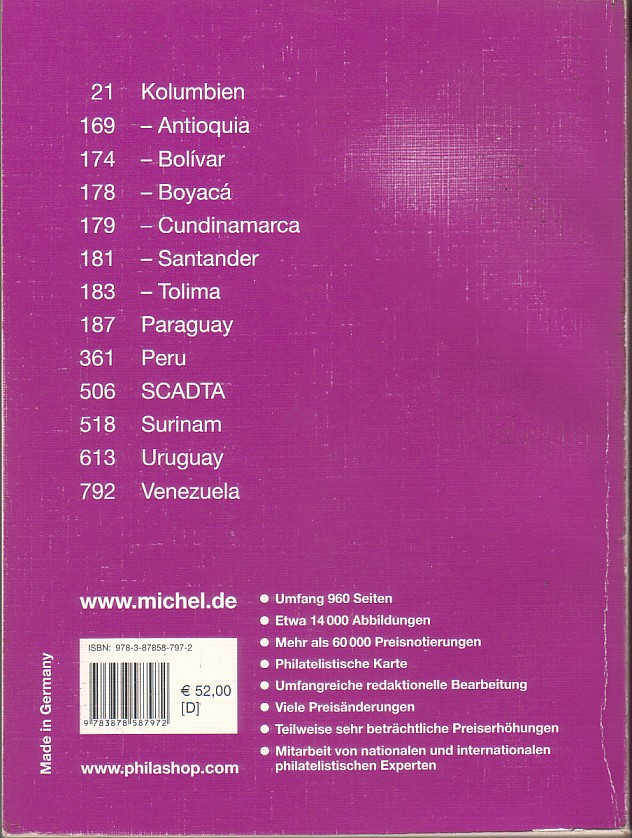 21 Kolumbien
169 – Antioquia
174 – Bolívar
178 – Boyacá
179 – Cundinamarca
181 – Santander
183 – Tolima
187 Paraguay
361 Peru
506 SCADTA
518 Surinam
613 Uruguay
792 Venezuela
www.michel.de
ISBN: 978-3-87858-797-2
€ 52,00
[D]
9 783878 587972
www.philashop.com
Made in Germany
● Umfang 960 Seiten
● Etwa 14 000 Abbildungen
● Mehr als 60 000 Preisnotierungen
● Philatelistische Karte
● Umfangreiche redaktionelle Bearbeitung
● Viele Preisänderungen
● Teilweise sehr beträchtliche Preiserhöhungen
● Mitarbeit von nationalen und internationalen
philatelistischen Experten